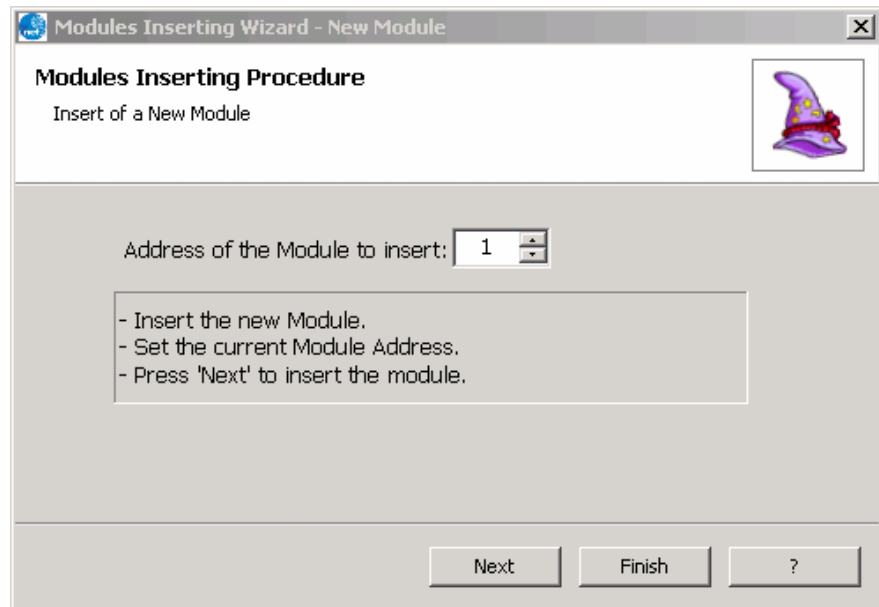 net
Modules Inserting Wizard - New Module
Modules Inserting Procedure
Insert of a New Module
Address of the Module to insert: 1
- Insert the new Module.
- Set the current Module Address.
- Press 'Next' to insert the module.
Next Finish ?